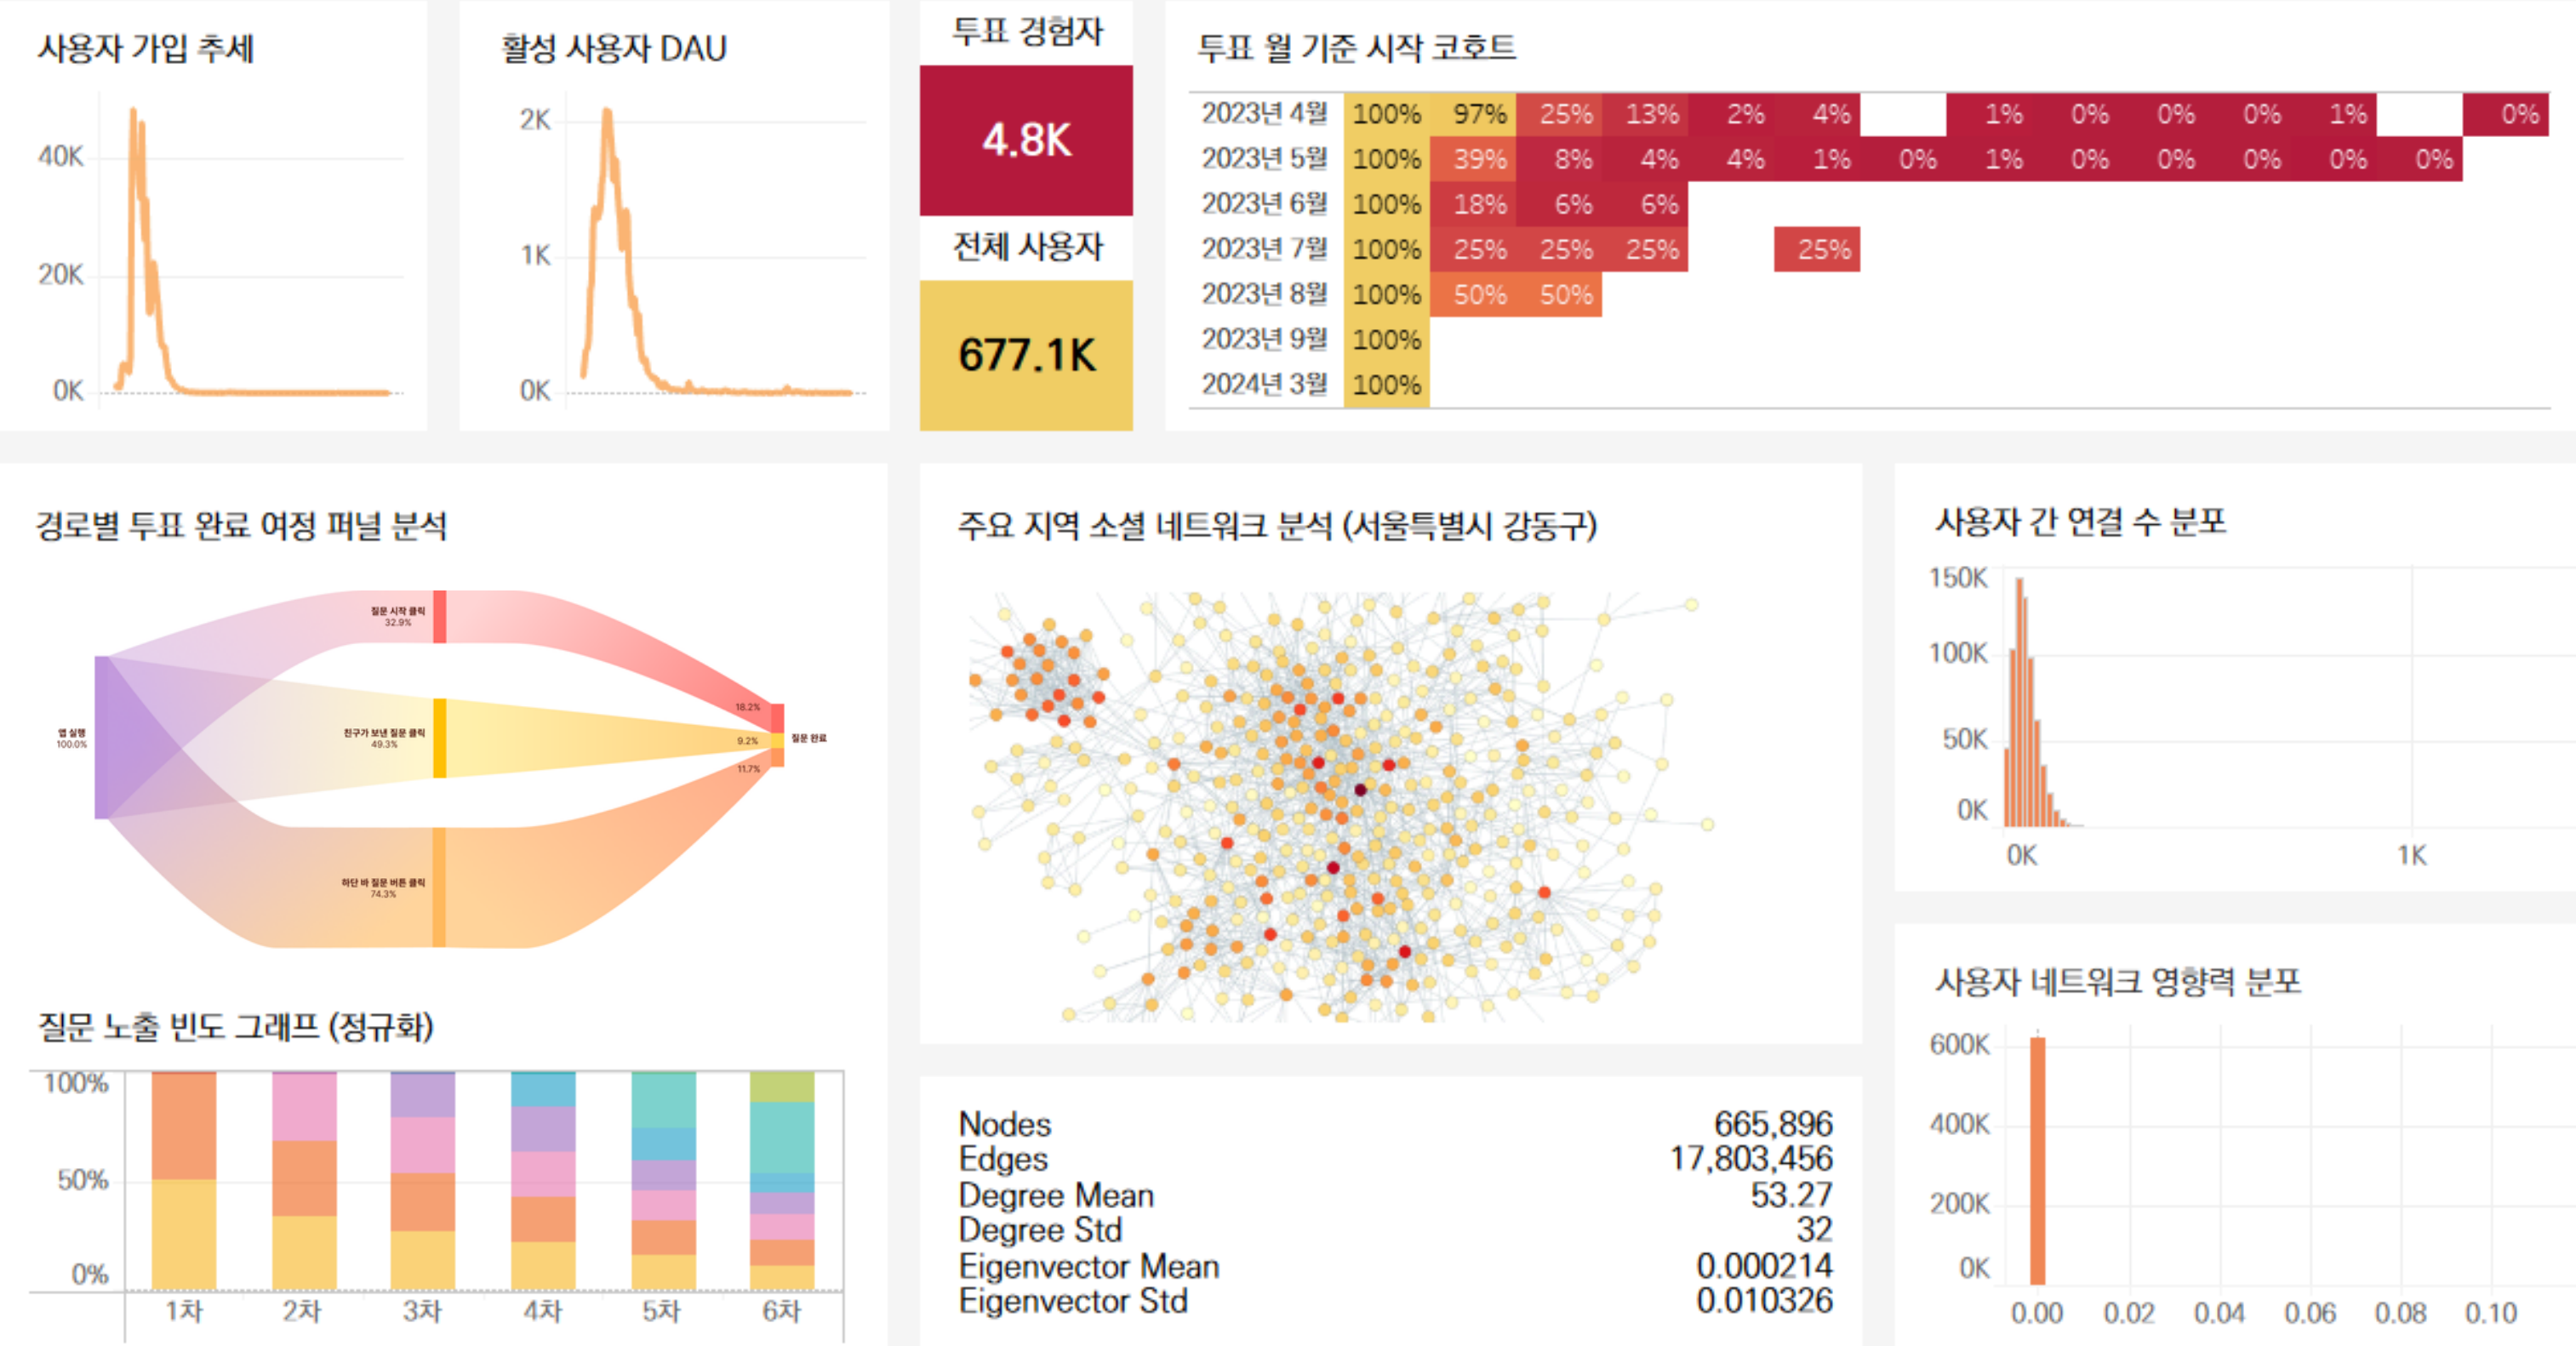 사용자 가입 추세
40K
20K
0K
활성 사용자 DAU
2K
1K
0K
투표 경험자
4.8K
전체 사용자
677.1K
투표 월 기준 시작 코호트
2023년 4월 100% 97% 25% 13% 2% 4% 1% 0% 0% 0% 1% 0%
2023년 5월 100% 39% 8% 4% 4% 1% 0% 1% 0% 0% 0% 0% 0%
2023년 6월 100% 18% 6% 6%
2023년 7월 100% 25% 25% 25% 25%
2023년 8월 100% 50% 50%
2023년 9월 100%
2024년 3월 100%
경로별 투표 완료 여정 퍼널 분석
질문 시작 클릭
32.9%
앱 실행
100.0%
친구가 보낸 질문 클릭
49.3%
하단 바 질문 버튼 클릭
74.3%
18.2%
9.2%
11.7%
질문 완료
질문 노출 빈도 그래프 (정규화)
100%
50%
0%
1차 2차 3차 4차 5차 6차
주요 지역 소셜 네트워크 분석 (서울특별시 강동구)
Nodes 665,896
Edges 17,803,456
Degree Mean 53.27
Degree Std 32
Eigenvector Mean 0.000214
Eigenvector Std 0.010326
사용자 간 연결 수 분포
150K
100K
50K
0K
0K 1K
사용자 네트워크 영향력 분포
600K
400K
200K
0K
0.00 0.02 0.04 0.06 0.08 0.10